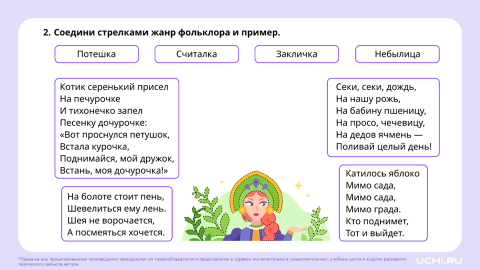 2. Соедини стрелками жанр фольклора и пример.
Потешка
Считалка
Закличка
Небылица
Котик серенький присел
На печурочке
И тихонечко запел
Песенку дочурочке:
«Вот проснулся петушок,
Встала курочка,
Поднимайся, мой дружок,
Встань, моя дочурочка!»
Секи, секи, дождь,
На нашу рожь,
На бабину пшеницу,
На просо, чечевицу,
На дедов ячмень —
Поливай целый день!
На болоте стоит пень,
Шевелиться ему лень.
Шея не ворочается,
А посмеяться хочется.
Катилось яблоко
Мимо сада,
Мимо сада,
Мимо града.
Кто поднимет,
Тот и выйдет.
*Права на все процитированные произведения принадлежат их правообладателям и представлены в сервисе исключительно в ознакомительных, учебных целях и в целях раскрытия
творческого замысла автора.
UCHi.RU